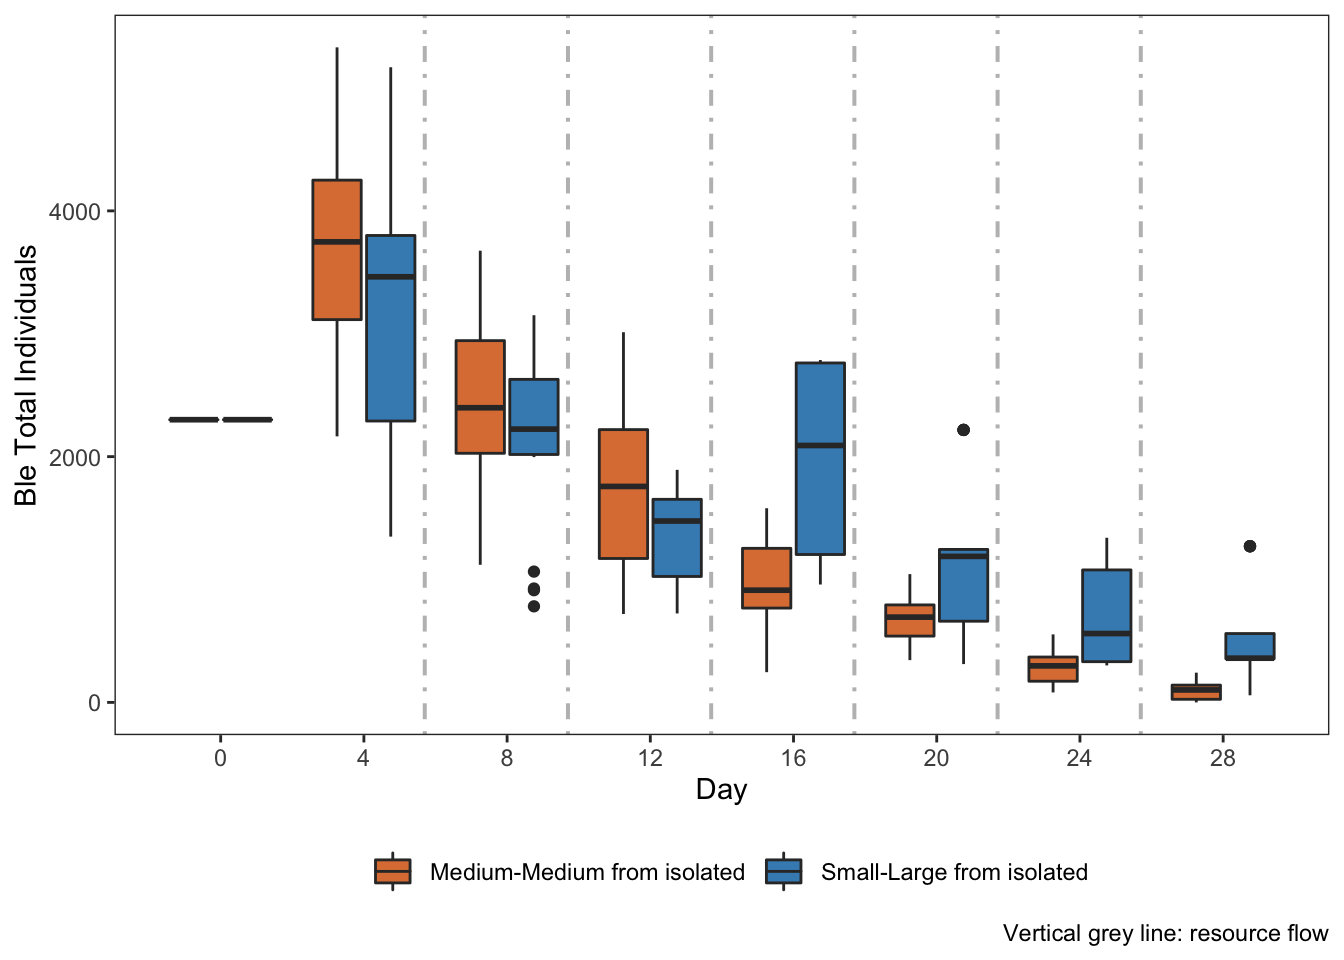 Ble Total Individuals
4000
2000
0
0 4 8 12 16 20 24 28
Day
Medium-Medium from isolated Small-Large from isolated
Vertical grey line: resource flow